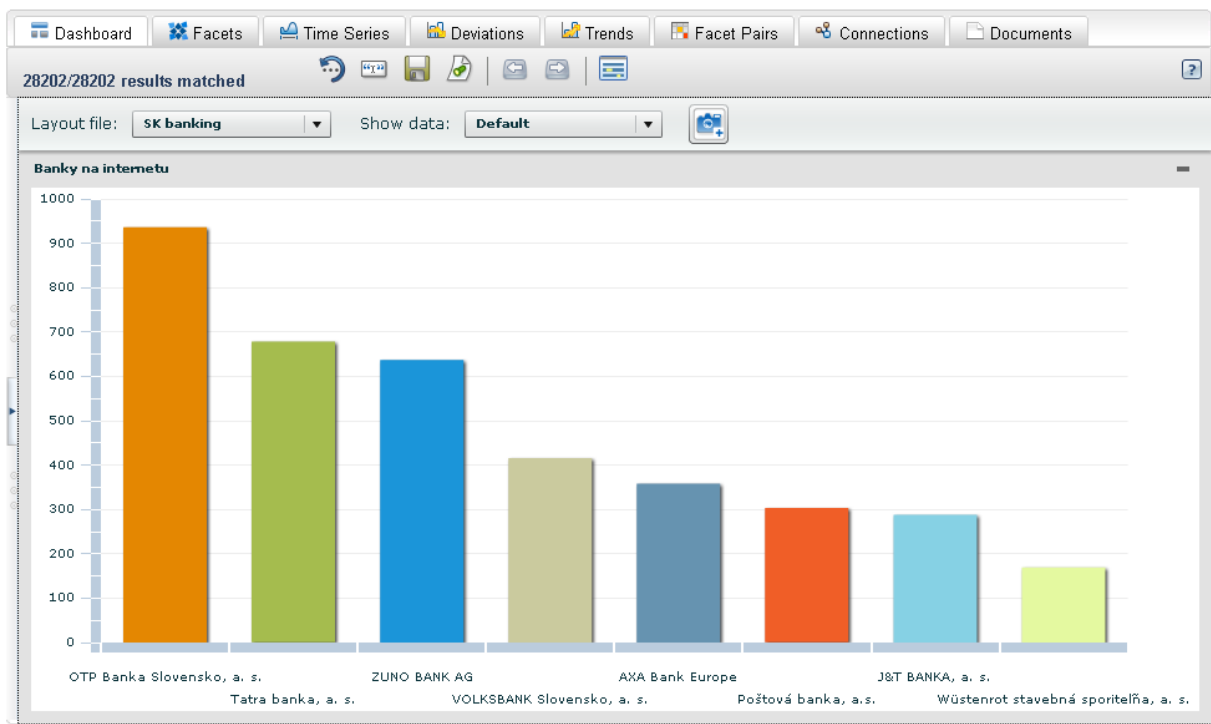 Dashboard Facets Time Series Deviations Trends Facet Pairs Connections Documents
28202/28202 results matched
Layout file: SK banking Show data: Default
Banky na internetu
1000
900
800
700
600
500
400
300
200
100
0
OTP Banka Slovensko, a. s. ZUNO BANK AG AXA Bank Europe J&T BANKA, a. s.
Tatra banka, a. s. VOLKSBANK Slovensko, a. s. Poštová banka, a.s. Wüstenrot stavebná sporiteľňa, a. s.